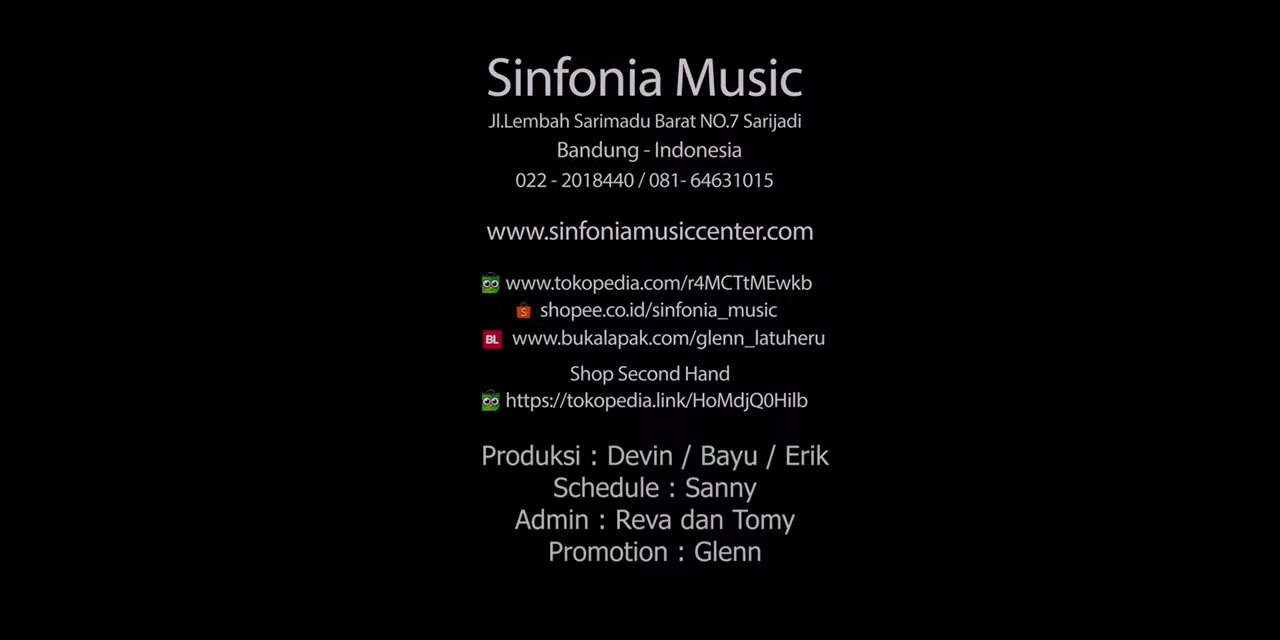 Sinfonia Music
Jl.Lembah Sarimadu Barat NO.7 Sarijadi
Bandung - Indonesia
022 - 2018440 / 081- 64631015
www.sinfoniamusiccenter.com
www.tokopedia.com/r4MCTtMEwkb
S shopee.co.id/sinfonia_music
BL www.bukalapak.com/glenn_latuheru
Shop Second Hand
https://tokopedia.link/HoMdjQ0Hilb
Produksi : Devin / Bayu / Erik
Schedule : Sanny
Admin : Reva dan Tomy
Promotion : Glenn